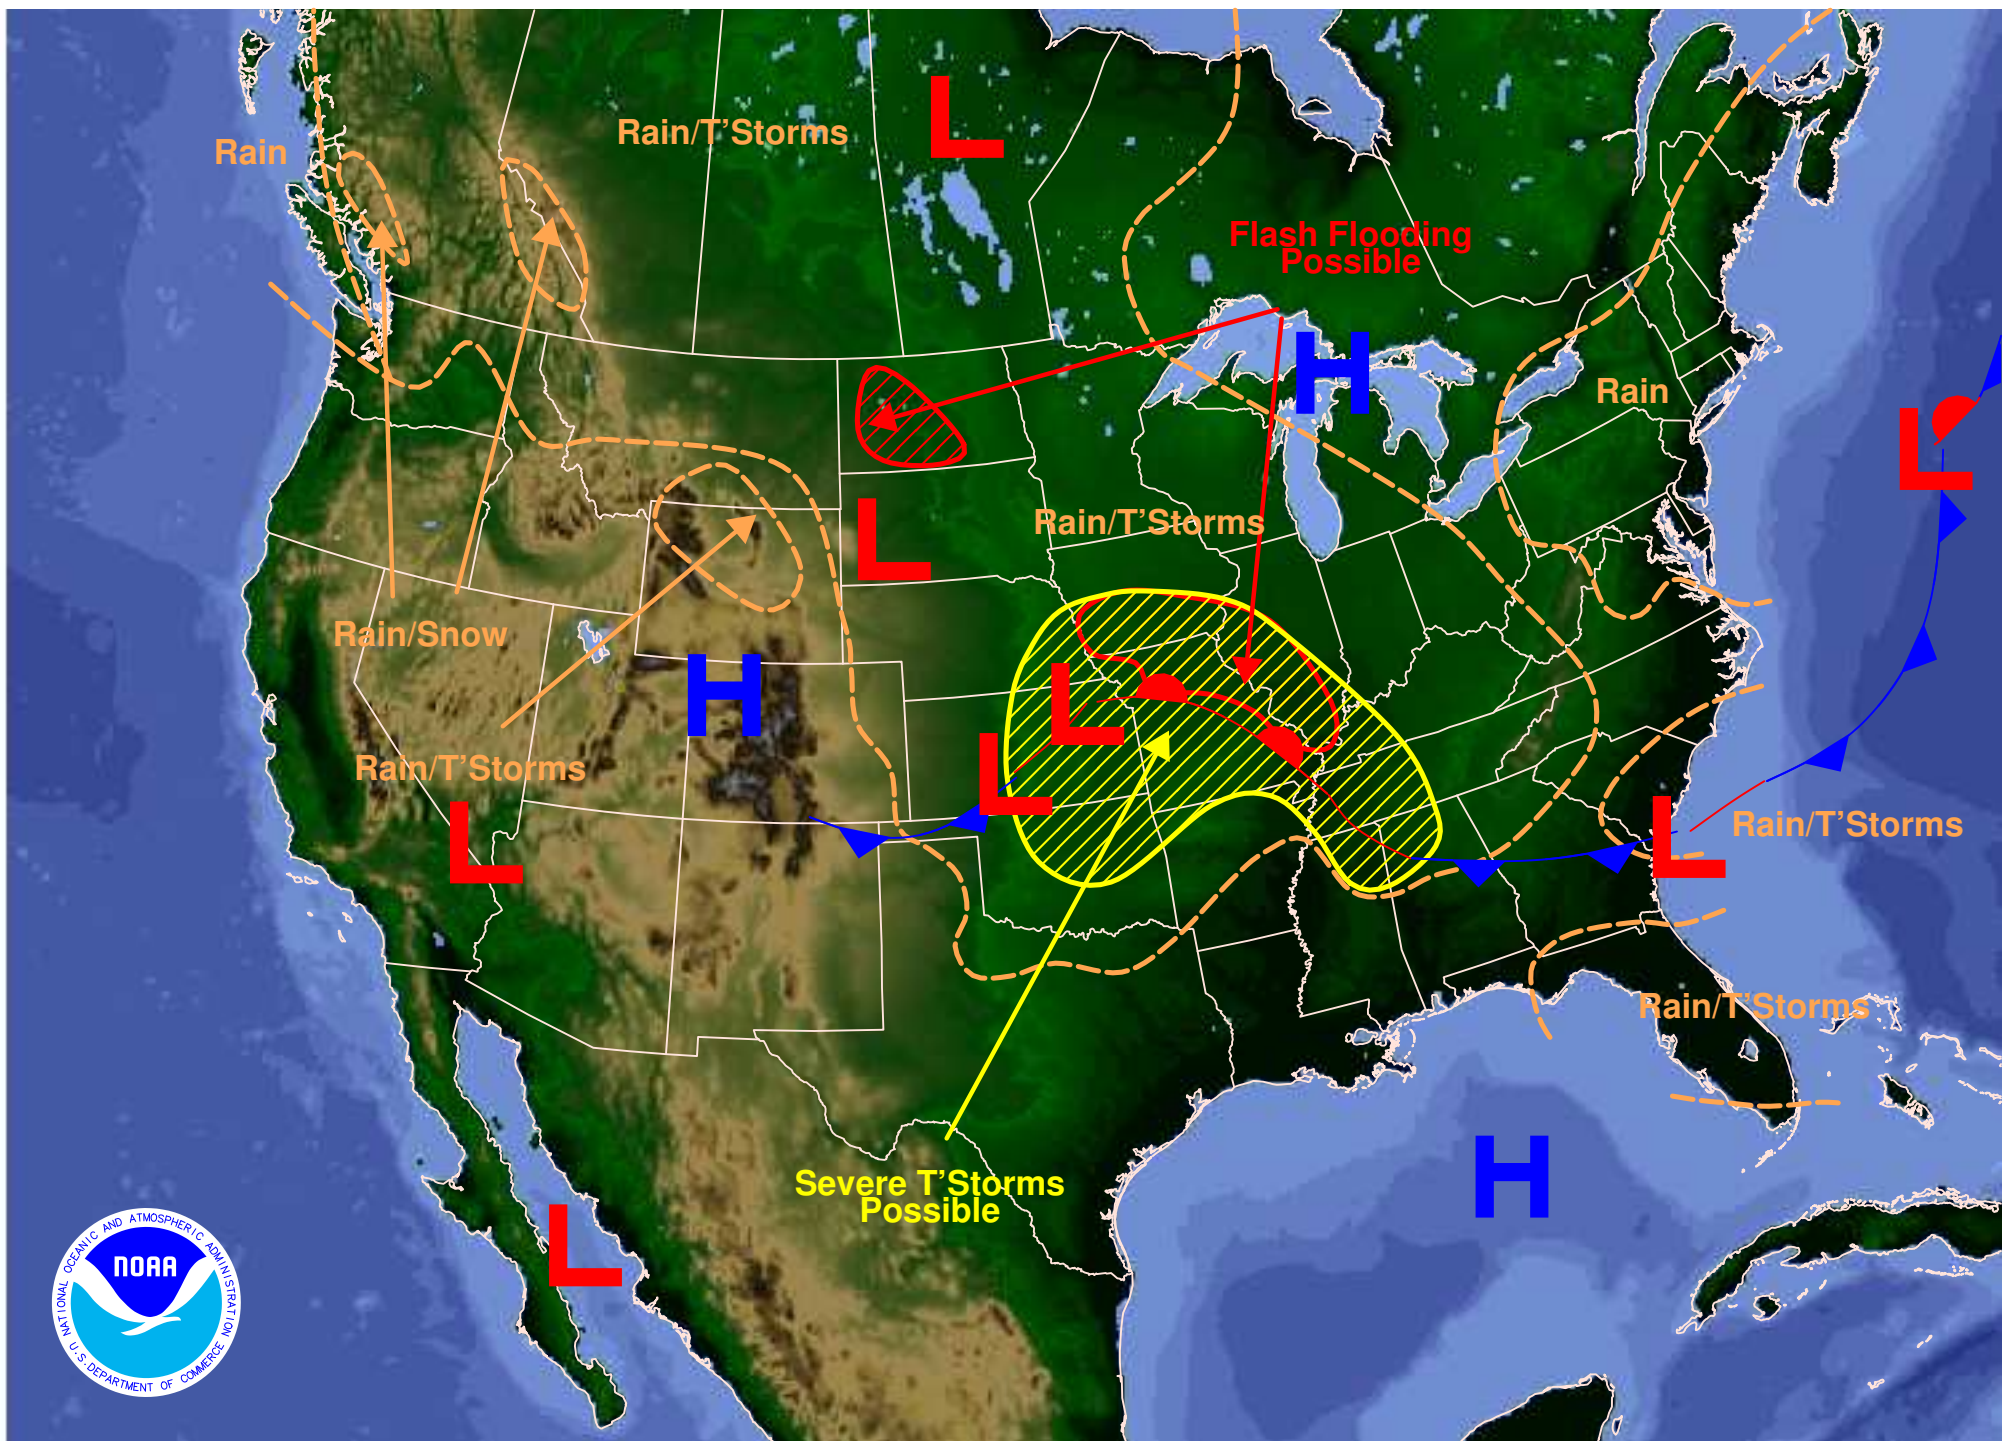 L
Rain/T'Storms
Rain
Flash Flooding
Possible
H
Rain
L
L
Rain/T'Storms
Rain/Snow
H
L
L
Rain/T'Storms
L
L
Rain/T'Storms
Rain/T'Storms
H
Severe T'Storms
Possible
L
NATIONAL OCEANIC AND ATMOSPHERIC ADMINISTRATION
NOAA
U.S. DEPARTMENT OF COMMERCE